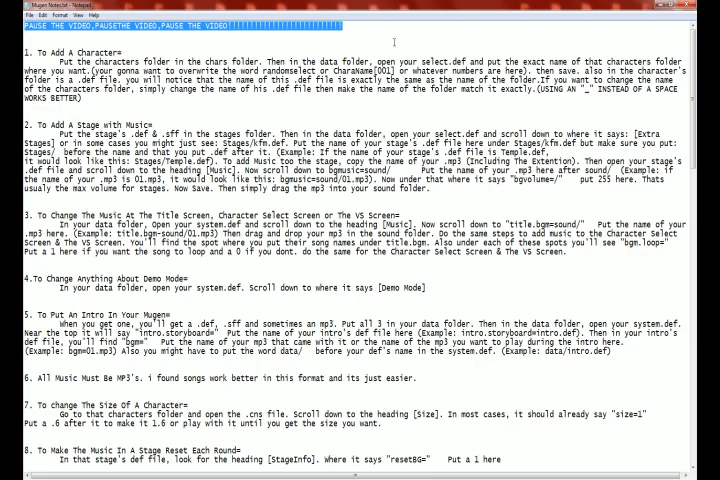 Mugen Notes.txt - Notepad
File Edit Format View Help
PAUSE THE VIDEO,PAUSETHE VIDEO,PAUSE THE VIDEO!!!!!!!!!!!!!!!!!!!!!!!!!!!!
1. To Add A Character=
Put the characters folder in the chars folder. Then in the data folder, open your select.def and put the exact name of that characters folder
where you want.(your gonna want to overwrite the word randomselect or CharaName[001] or whatever numbers are here). then save. also in the character's
folder is a .def file. you will notice that the name of this .def file is exactly the same as the name of the folder.If you want to change the name
of the characters folder, simply change the name of his .def file then make the name of the folder match it exactly.(USING AN "_" INSTEAD OF A SPACE
WORKS BETTER)
2. To Add A Stage with Music=
Put the stage's .def & .sff in the stages folder. Then in the data folder, open your select.def and scroll down to where it says: [Extra
Stages] or in some cases you might just see: Stages/kfm.def. Put the name of your stage's .def file here under Stages/kfm.def but make sure you put:
Stages/ before the name and that you put .def after it. (Example: If the name of your stage's .def file is Temple.def,
it would look like this: Stages/Temple.def). To add Music too the stage, copy the name of your .mp3 (Including The Extention). Then open your stage's
.def file and scroll down to the heading [Music]. Now scroll down to bgmusic=sound/ Put the name of your .mp3 here after sound/ (Example: if
the name of your .mp3 is 01.mp3, it would look like this: bgmusic=sound/01.mp3). Now under that where it says "bgvolume=/" put 255 here. Thats
usualy the max volume for stages. Now Save. Then simply drag the mp3 into your sound folder.
3. To Change The Music At The Title Screen, Character Select Screen or The VS Screen=
In your data folder, Open your system.def and scroll down to the heading [Music]. Now scroll down to "title.bgm=sound/" Put the name of your
.mp3 here. (Example: title.bgm-sound/01.mp3) Then drag and drop your mp3 in the sound folder. Do the same steps to add music to the Character Select
Screen & The VS Screen. You'll find the spot where you put their song names under title.bgm. Also under each of these spots you'll see "bgm.loop="
Put a 1 here if you want the song to loop and a 0 if you dont. do the same for the Character Select Screen & The VS Screen.
4.To Change Anything About Demo Mode=
In your data folder, open your system.def. Scroll down to where it says [Demo Mode]
5. To Put An Intro In Your Mugen=
When you get one, you'll get a .def, .sff and sometimes an mp3. Put all 3 in your data folder. Then in the data folder, open your system.def.
Near the top it will say "intro.storyboard=" Put the name of your intro's def file here (Example: intro.storyboard=intro.def). Then in your intro's
def file, you'll find "bgm=" Put the name of your mp3 that came with it or the name of the mp3 you want to play during the intro here.
(Example: bgm=01.mp3) Also you might have to put the word data/ before your def's name in the system.def. (Example: data/intro.def)
6. All Music Must Be MP3's. i found songs work better in this format and its just easier.
7. To change The Size Of A Character=
Go to that characters folder and open the .cns file. Scroll down to the heading [Size]. In most cases, it should already say "size=1"
Put a .6 after it to make it 1.6 or play with it until you get the size you want.
8. To Make The Music In A Stage Reset Each Round=
In that stage's def file, look for the heading [StageInfo]. Where it says "resetBG=" Put a 1 here